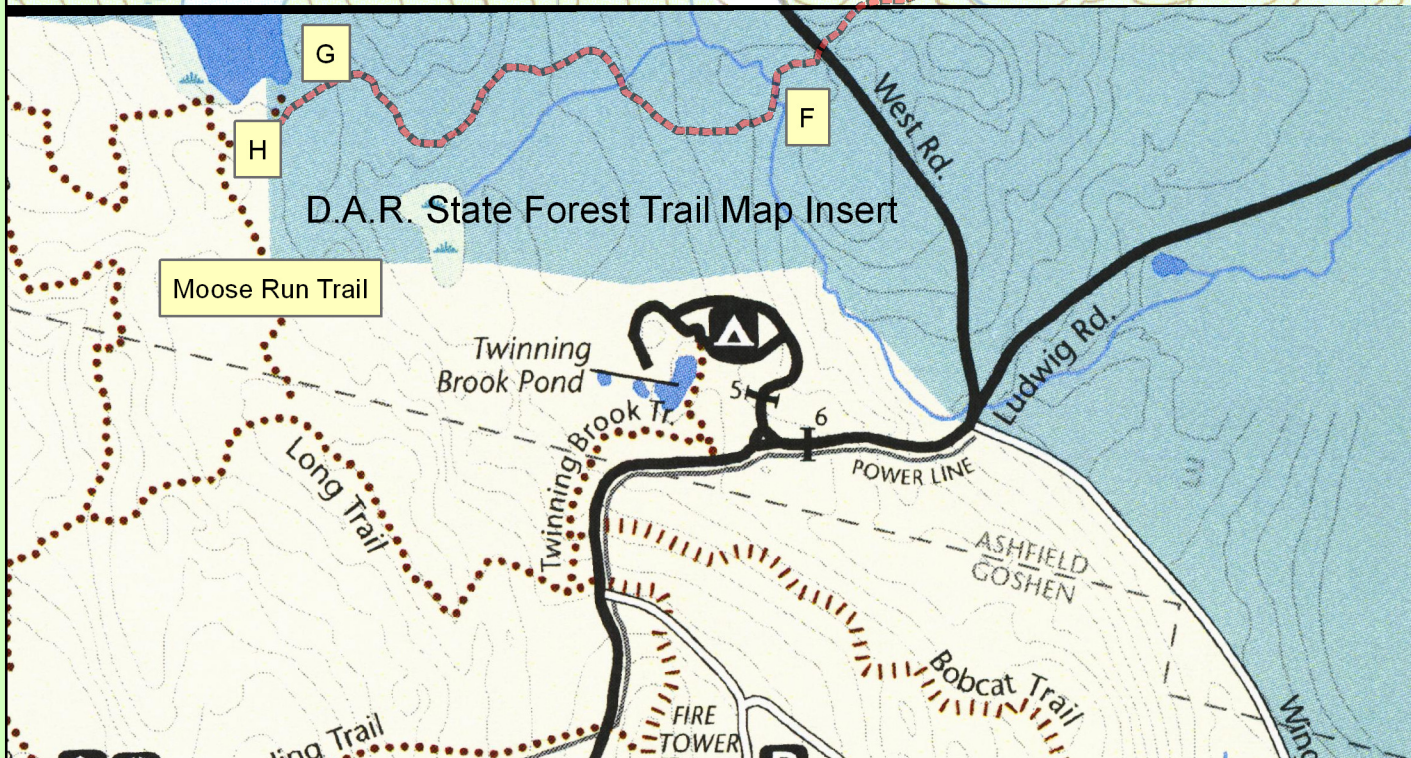 G
F
H
West Rd.
D.A.R. State Forest Trail Map Insert
Moose Run Trail
Twinning
Brook Pond
Ludwig Rd.
5
6
Twinning Brook Tr.
POWER LINE
Long Trail
ASHFIELD
GOSHEN
Bobcat Trail
FIRE
TOWER
ling Trail
Wing